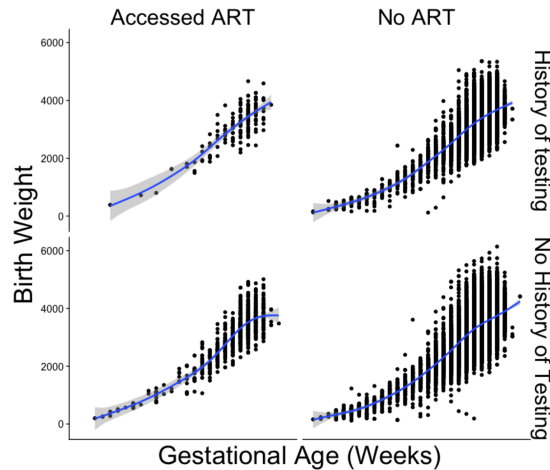 Accessed ART
No ART
6000
4000
2000
0
History of testing
6000
4000
2000
0
No History of Testing
Birth Weight
Gestational Age (Weeks)